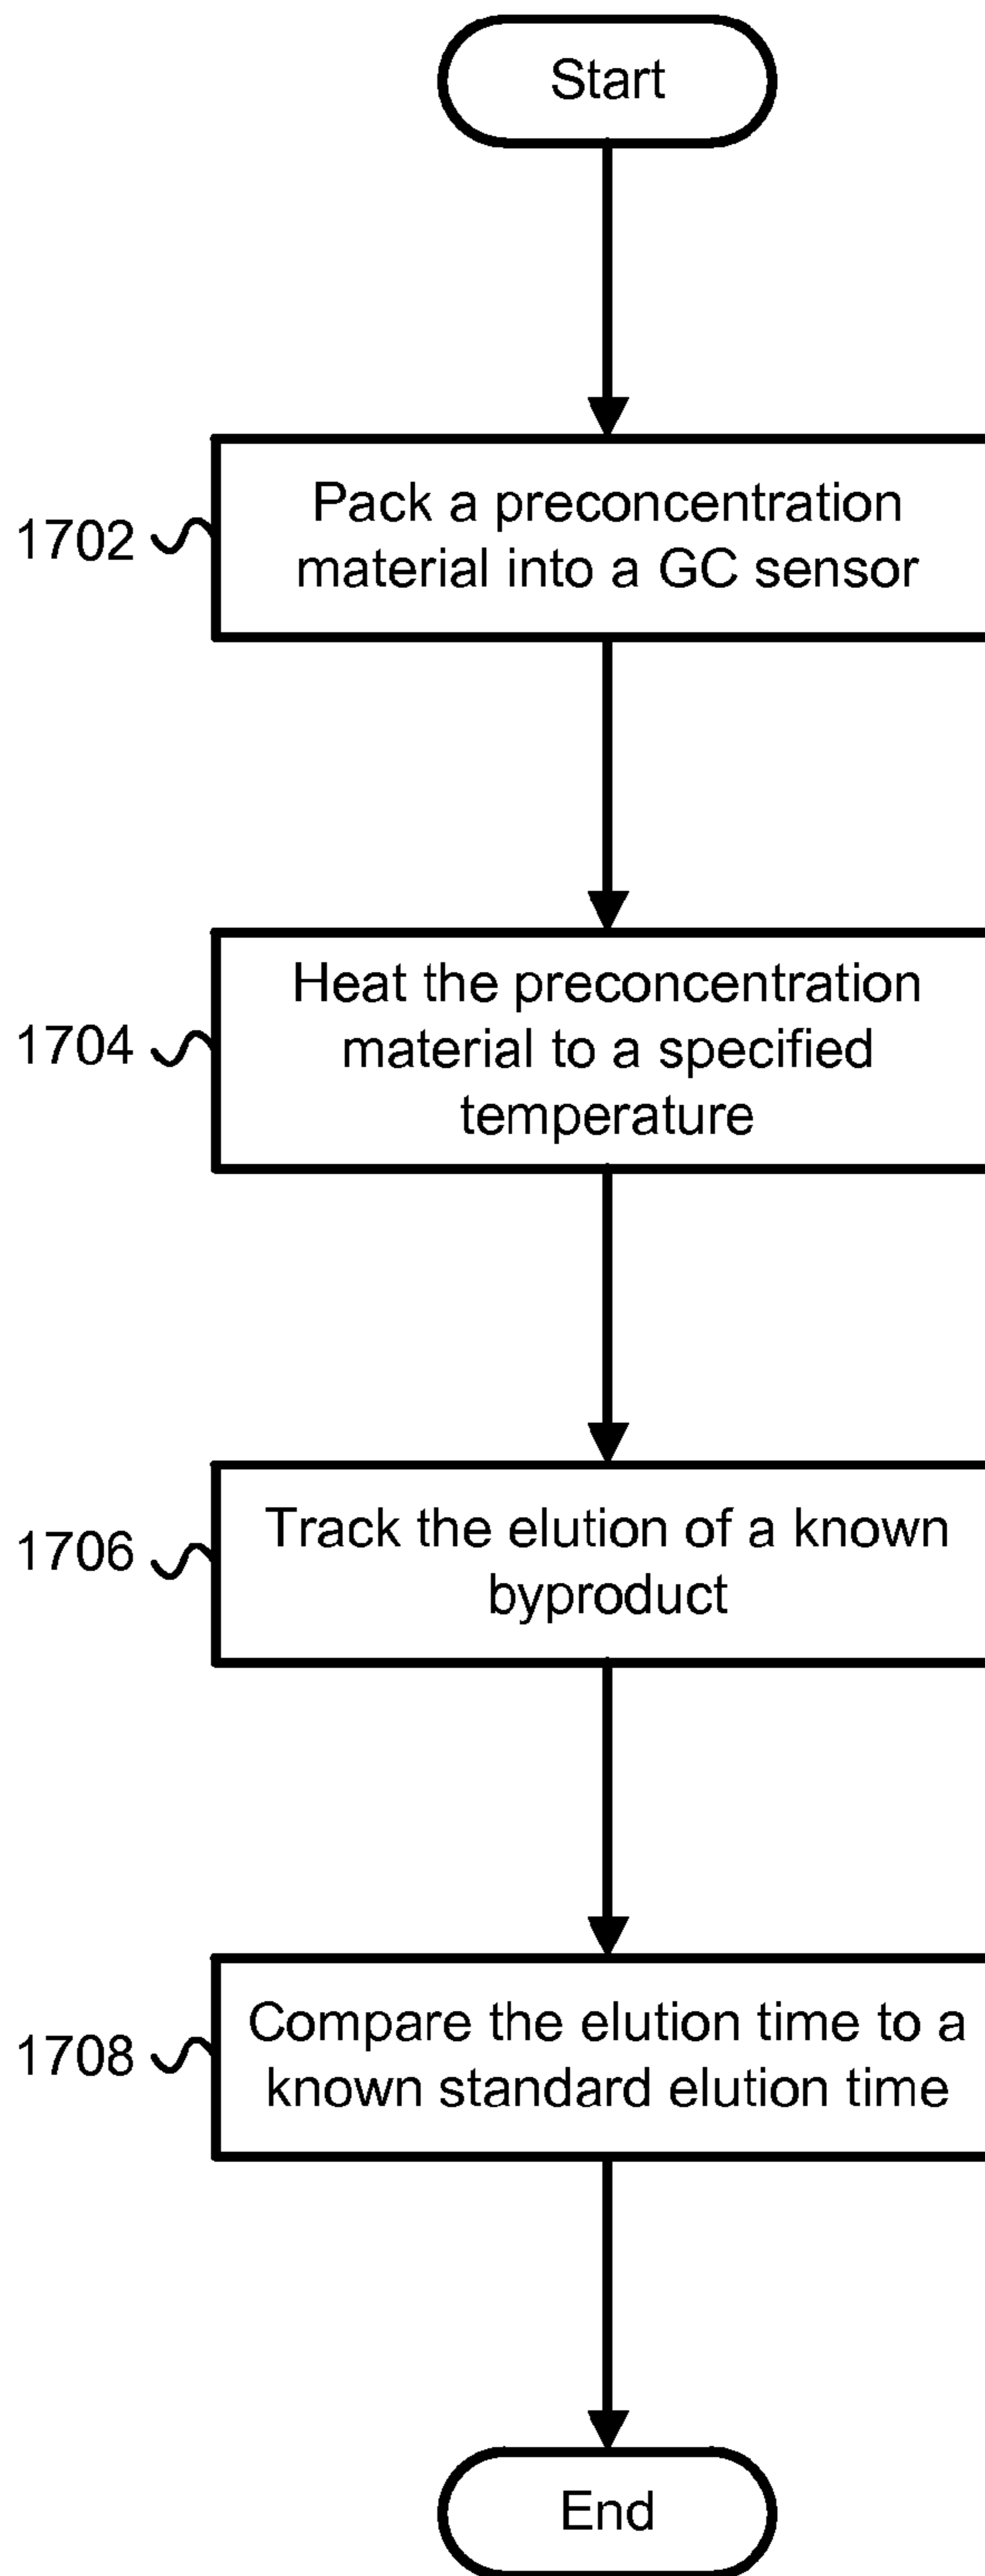 Start
1702
Pack a preconcentration
material into a GC sensor
1704
Heat the preconcentration
material to a specified
temperature
1706
Track the elution of a known
byproduct
1708
Compare the elution time to a
known standard elution time
End